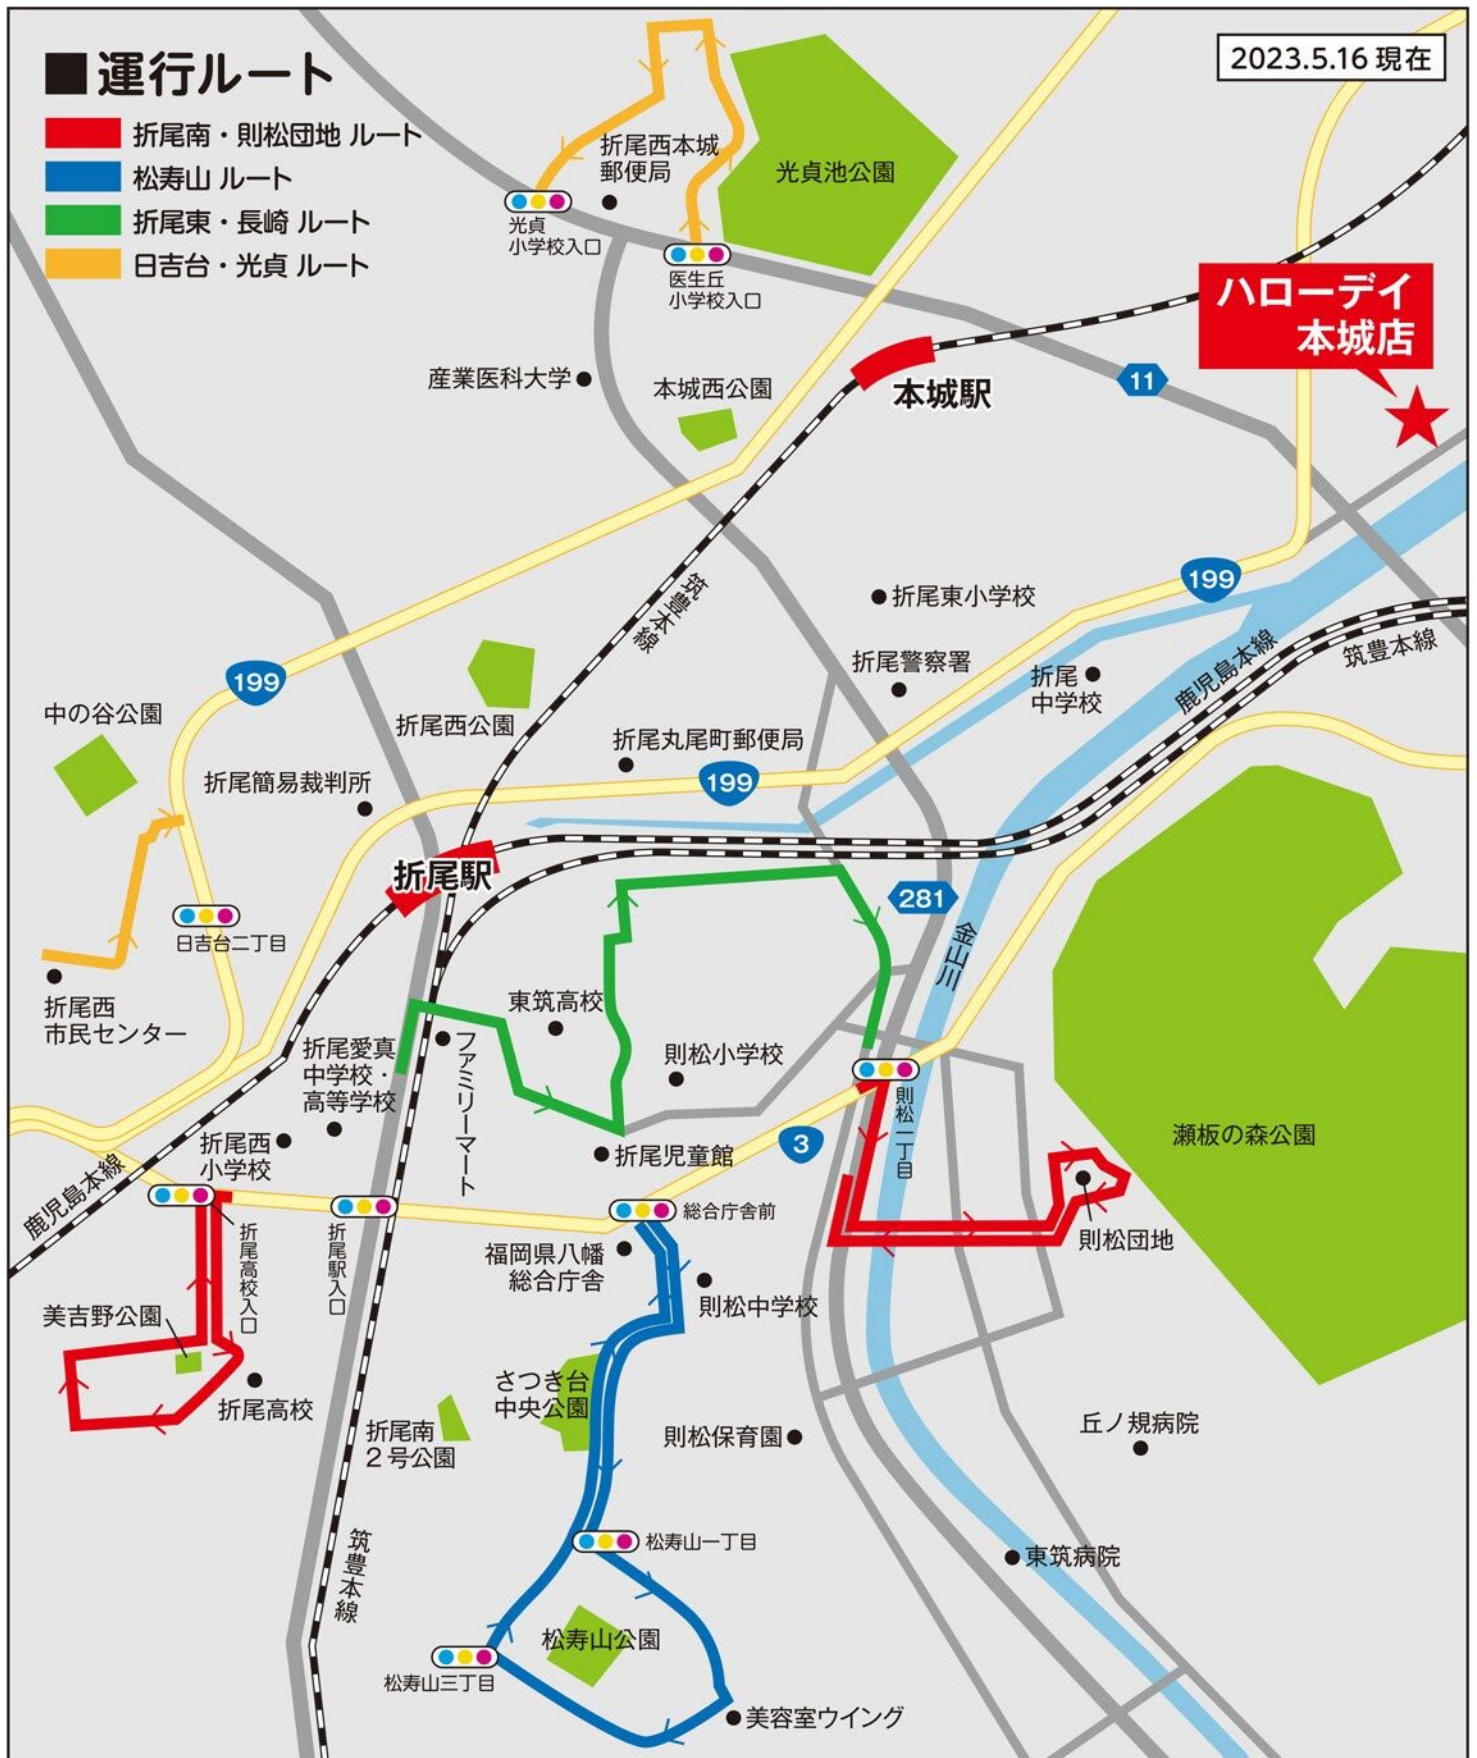 ■運行ルート
2023.5.16 現在
折尾南・則松団地 ルート
松寿山 ルート
折尾東・長崎 ルート
日吉台・光貞 ルート
折尾西本城
郵便局
光貞池公園
光貞
小学校入口
医生丘
小学校入口
ハローデイ
本城店
産業医科大学
本城西公園
本城駅
11
筑豊本線
折尾東小学校
199
折尾警察署
折尾
中学校
鹿児島本線
筑豊本線
199
中の谷公園
折尾西公園
折尾丸尾町郵便局
199
折尾簡易裁判所
折尾駅
281
金山川
日吉台二丁目
折尾西
市民センター
東筑高校
ファミリーマート
折尾愛真
中学校・
高等学校
則松小学校
則松一丁目
瀬板の森公園
折尾西
小学校
折尾児童館
3
鹿児島本線
折尾高校入口
折尾駅入口
総合庁舎前
則松団地
福岡県八幡
総合庁舎
則松中学校
美吉野公園
折尾高校
さつき台
中央公園
折尾南
2号公園
則松保育園
丘ノ規病院
筑豊本線
松寿山一丁目
東筑病院
松寿山公園
松寿山三丁目
美容室ウイング